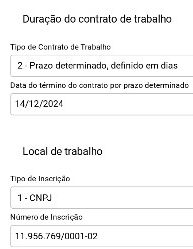 Duração do contrato de trabalho
Tipo de Contrato de Trabalho
2 - Prazo determinado, definido em dias
Data do término do contrato por prazo determinado
14/12/2024
Local de trabalho
Tipo de Inscrição
1 - CNPJ
Número de Inscrição
11.956.769/0001-02